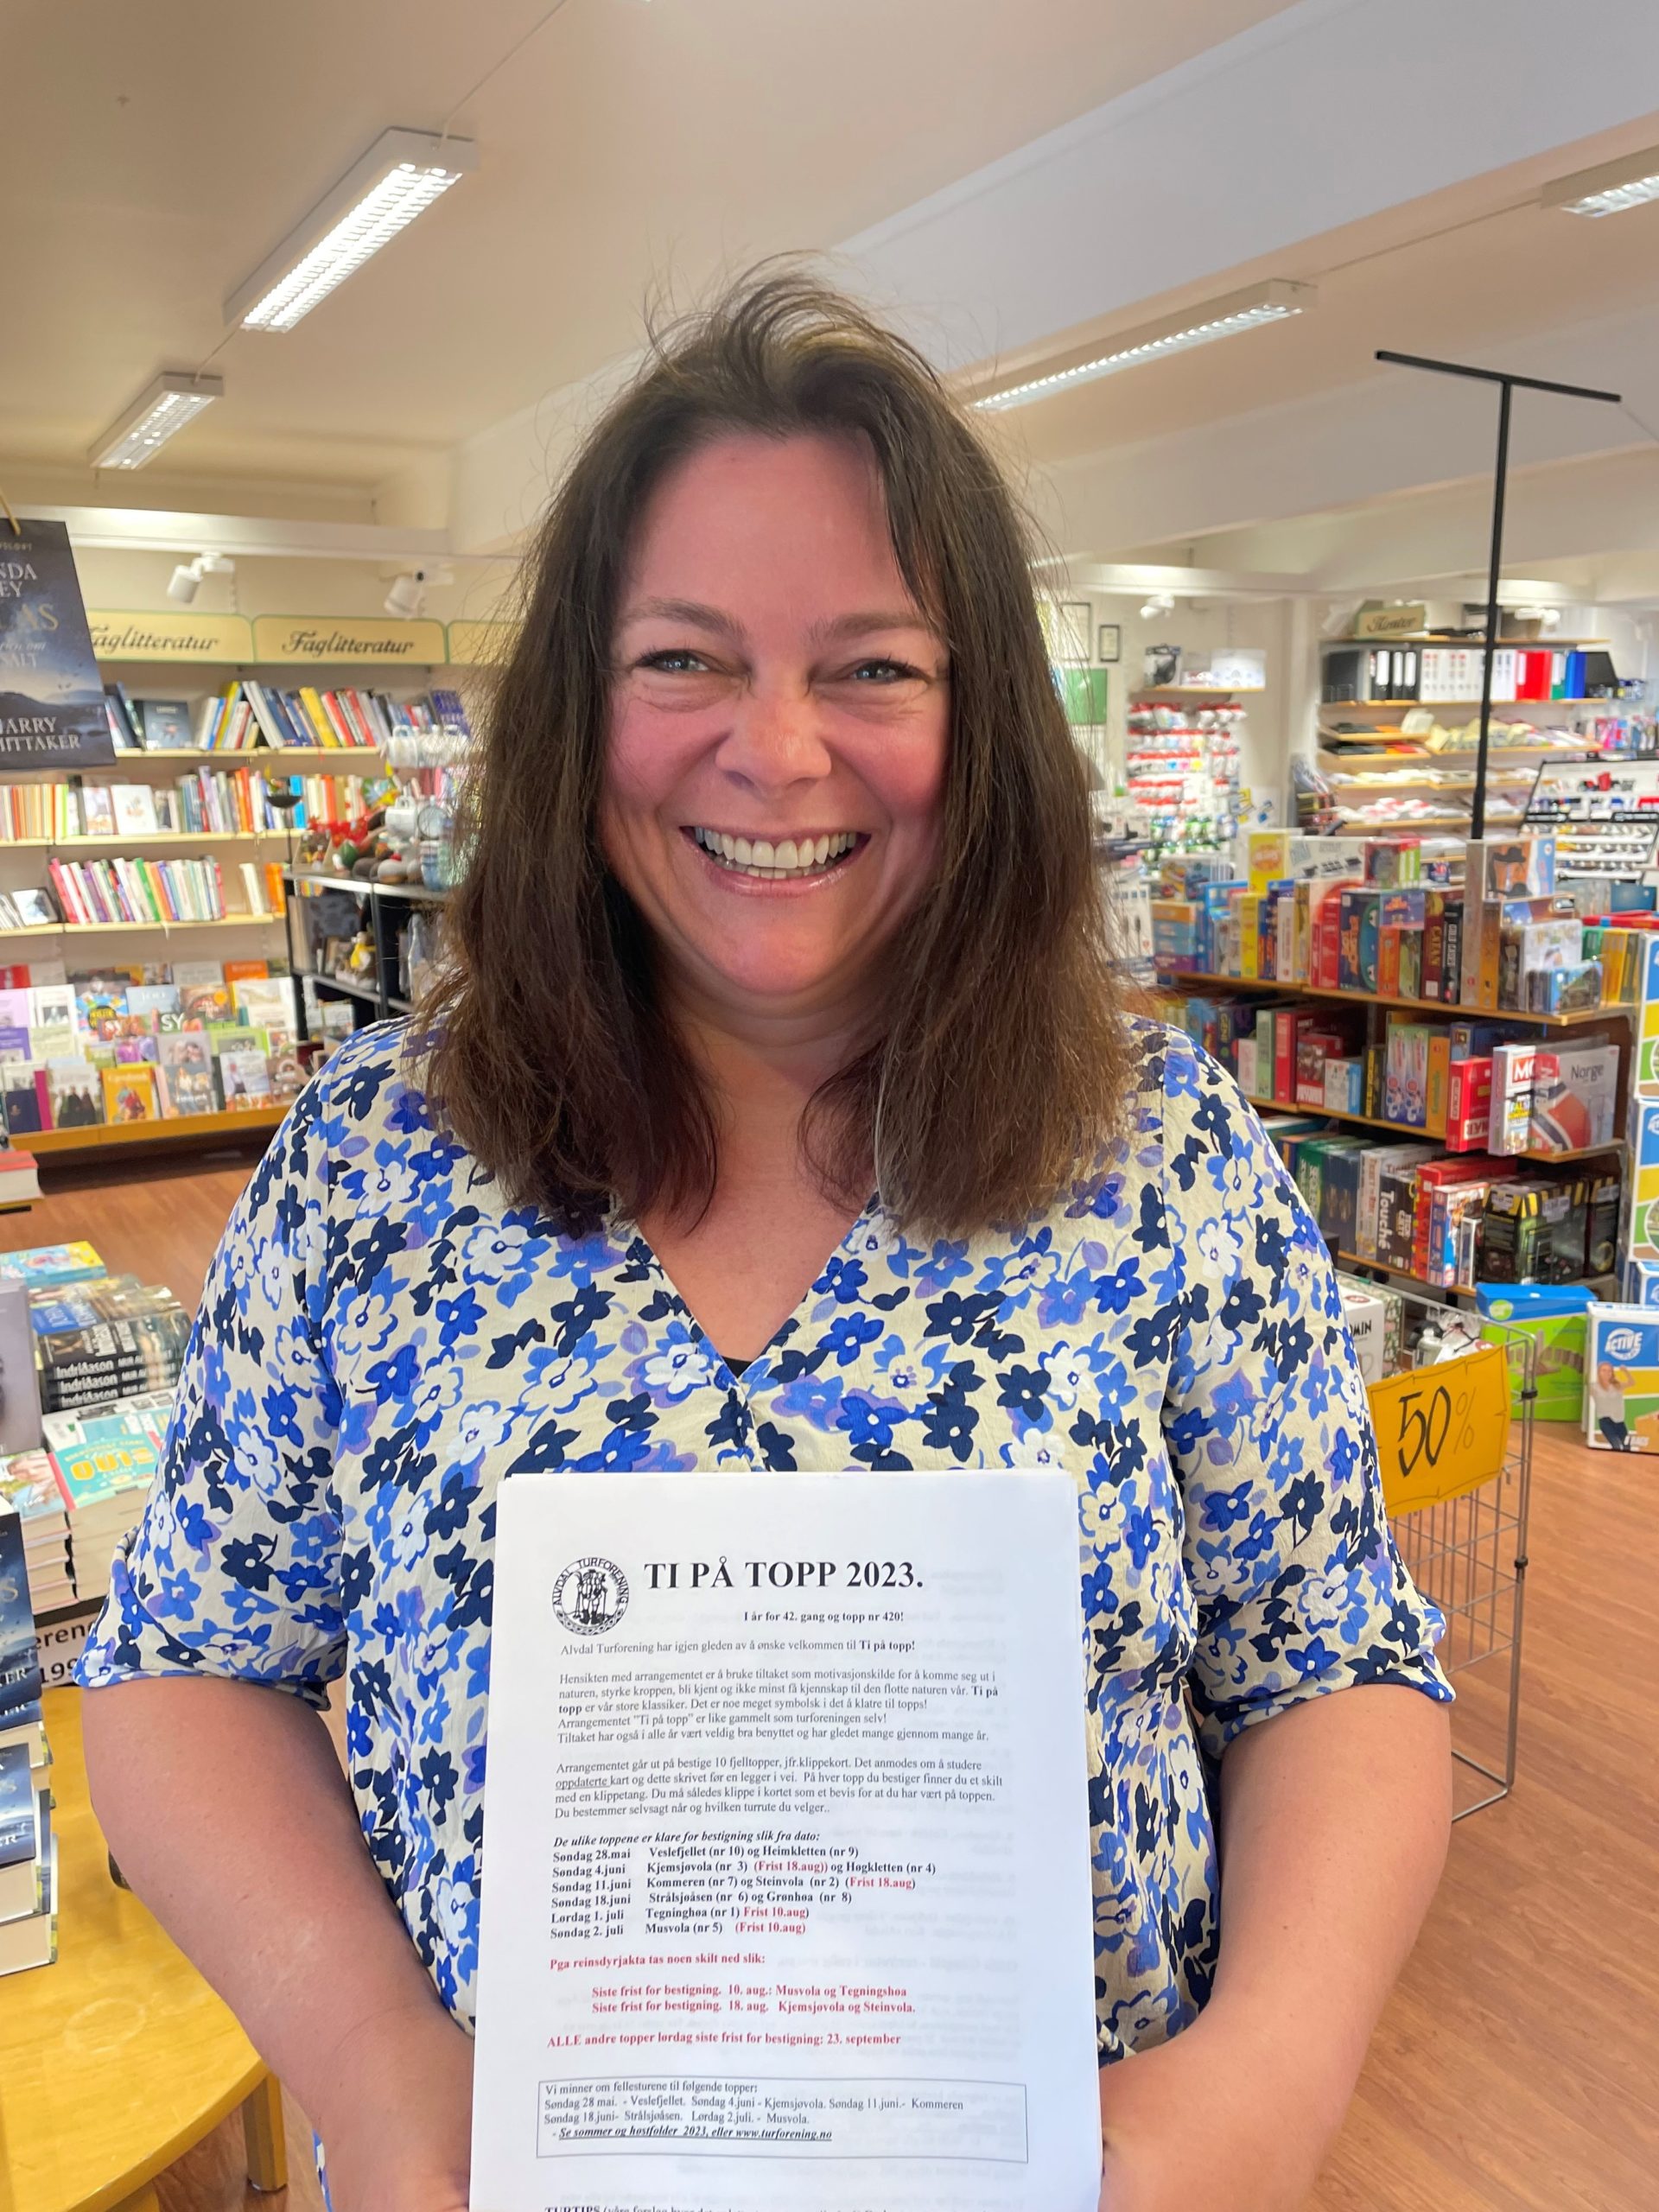 NDA
EY
LAS
HARRY
HITTAKER
Faglitteratur
Faglitteratur
Kontor
SY
CATAN
Norge
Touché
Indriðason
Indriðason
Indriðason
ACTIVE
50%
ALVDAL TURFORENING
TI PÅ TOPP 2023.
I år for 42. gang og topp nr 420!
Alvdal Turforening har igjen gleden av å ønske velkommen til Ti på topp!
Hensikten med arrangementet er å bruke tiltaket som motivasjonskilde for å komme seg ut i
naturen, styrke kroppen, bli kjent og ikke minst få kjennskap til den flotte naturen vår. Ti på
topp er vår store klassiker. Det er noe meget symbolsk i det å klatre til topps!
Arrangementet "Ti på topp" er like gammelt som turforeningen selv!
Tiltaket har også i alle år vært veldig bra benyttet og har gledet mange gjennom mange år.
Arrangementet går ut på bestige 10 fjelltopper, jfr.klippekort. Det anmodes om å studere
oppdaterte kart og dette skrivet før en legger i vei. På hver topp du bestiger finner du et skilt
med en klippetang. Du må således klippe i kortet som et bevis for at du har vært på toppen.
Du bestemmer selvsagt når og hvilken turrute du velger..
De ulike toppene er klare for bestigning slik fra dato:
Søndag 28.mai Veslefjellet (nr 10) og Heimkletten (nr 9)
Søndag 4.juni Kjemsjøvola (nr 3) (Frist 18.aug)) og Høgkletten (nr 4)
Søndag 11.juni Kommeren (nr 7) og Steinvola (nr 2) (Frist 18.aug)
Søndag 18.juni Strålsjøåsen (nr 6) og Grønhøa (nr 8)
Lørdag 1. juli Tegninghøa (nr 1) Frist 10.aug)
Søndag 2. juli Musvola (nr 5) (Frist 10.aug)
Pga reinsdyrjakta tas noen skilt ned slik:
Siste frist for bestigning. 10. aug.: Musvola og Tegningshøa
Siste frist for bestigning. 18. aug. Kjemsjøvola og Steinvola.
ALLE andre topper lørdag siste frist for bestigning: 23. september
Vi minner om fellesturene til følgende topper:
Søndag 28 mai. - Veslefjellet. Søndag 4.juni - Kjemsjøvola. Søndag 11.juni.- Kommeren
Søndag 18.juni- Strålsjøåsen. Lørdag 2.juli. - Musvola.
- Se sommer og høstfolder 2023, eller www.turforening.no